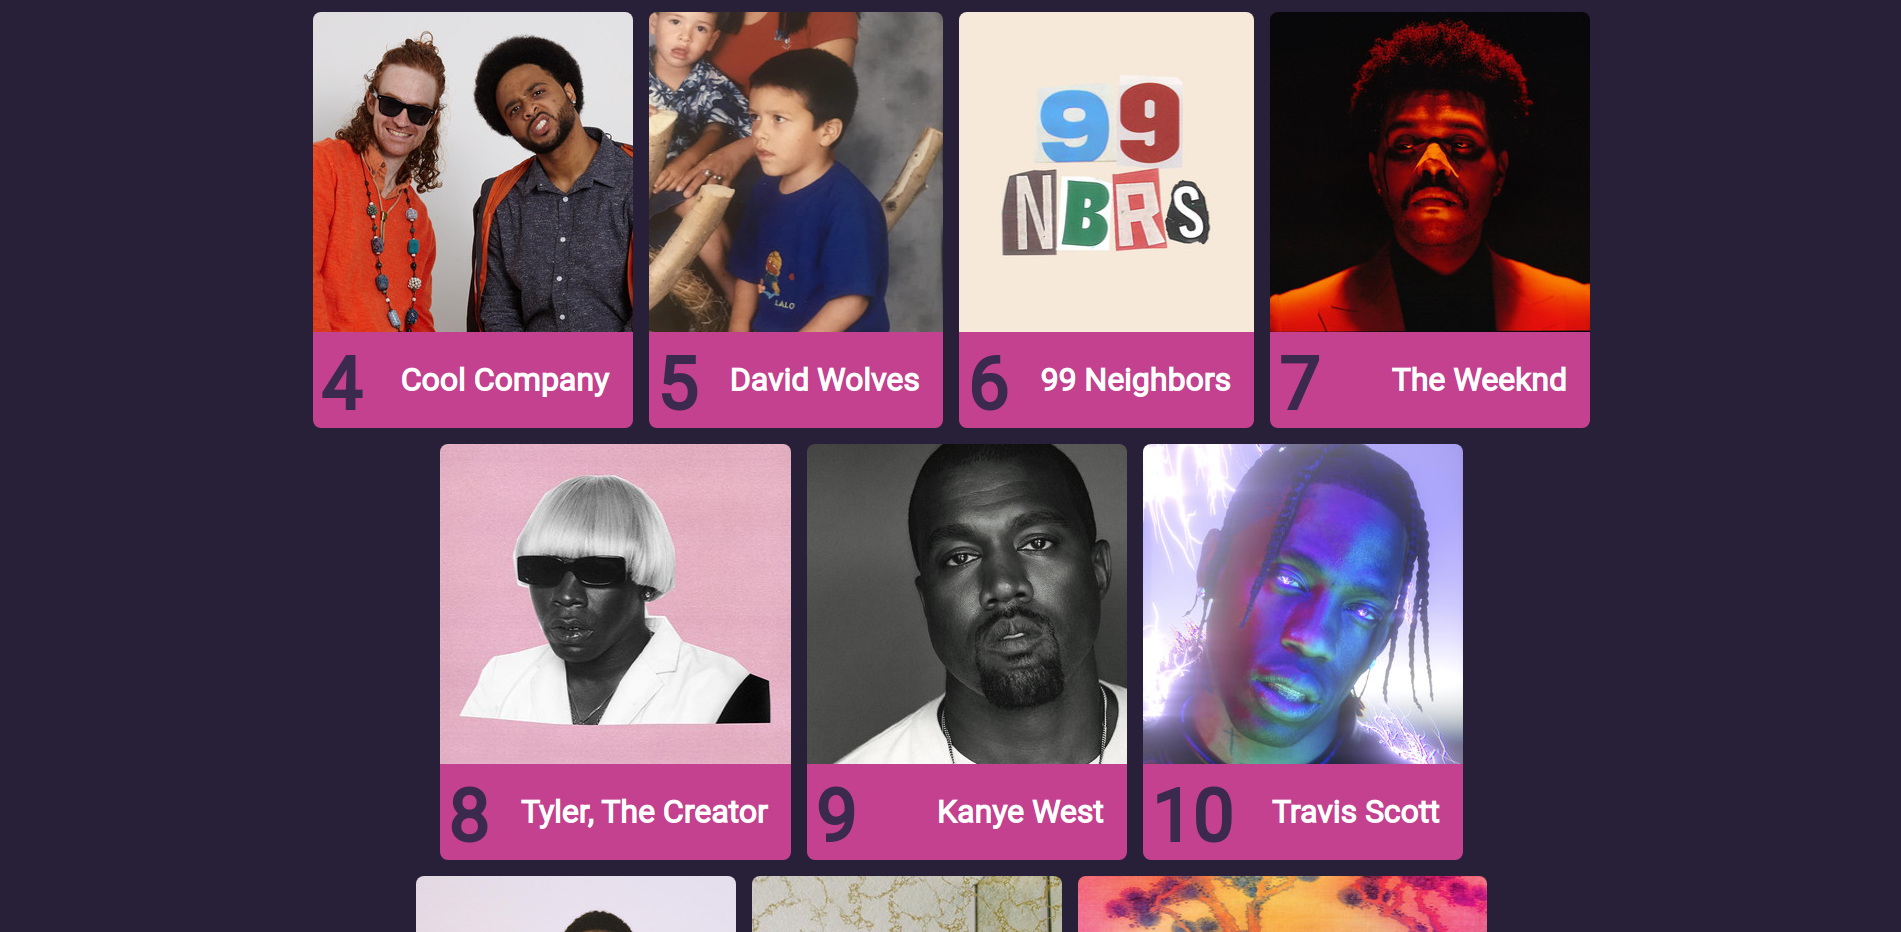 99
NBRS
LALO
4 Cool Company
5 David Wolves
6 99 Neighbors
7 The Weeknd
8 Tyler, The Creator
9 Kanye West
10 Travis Scott